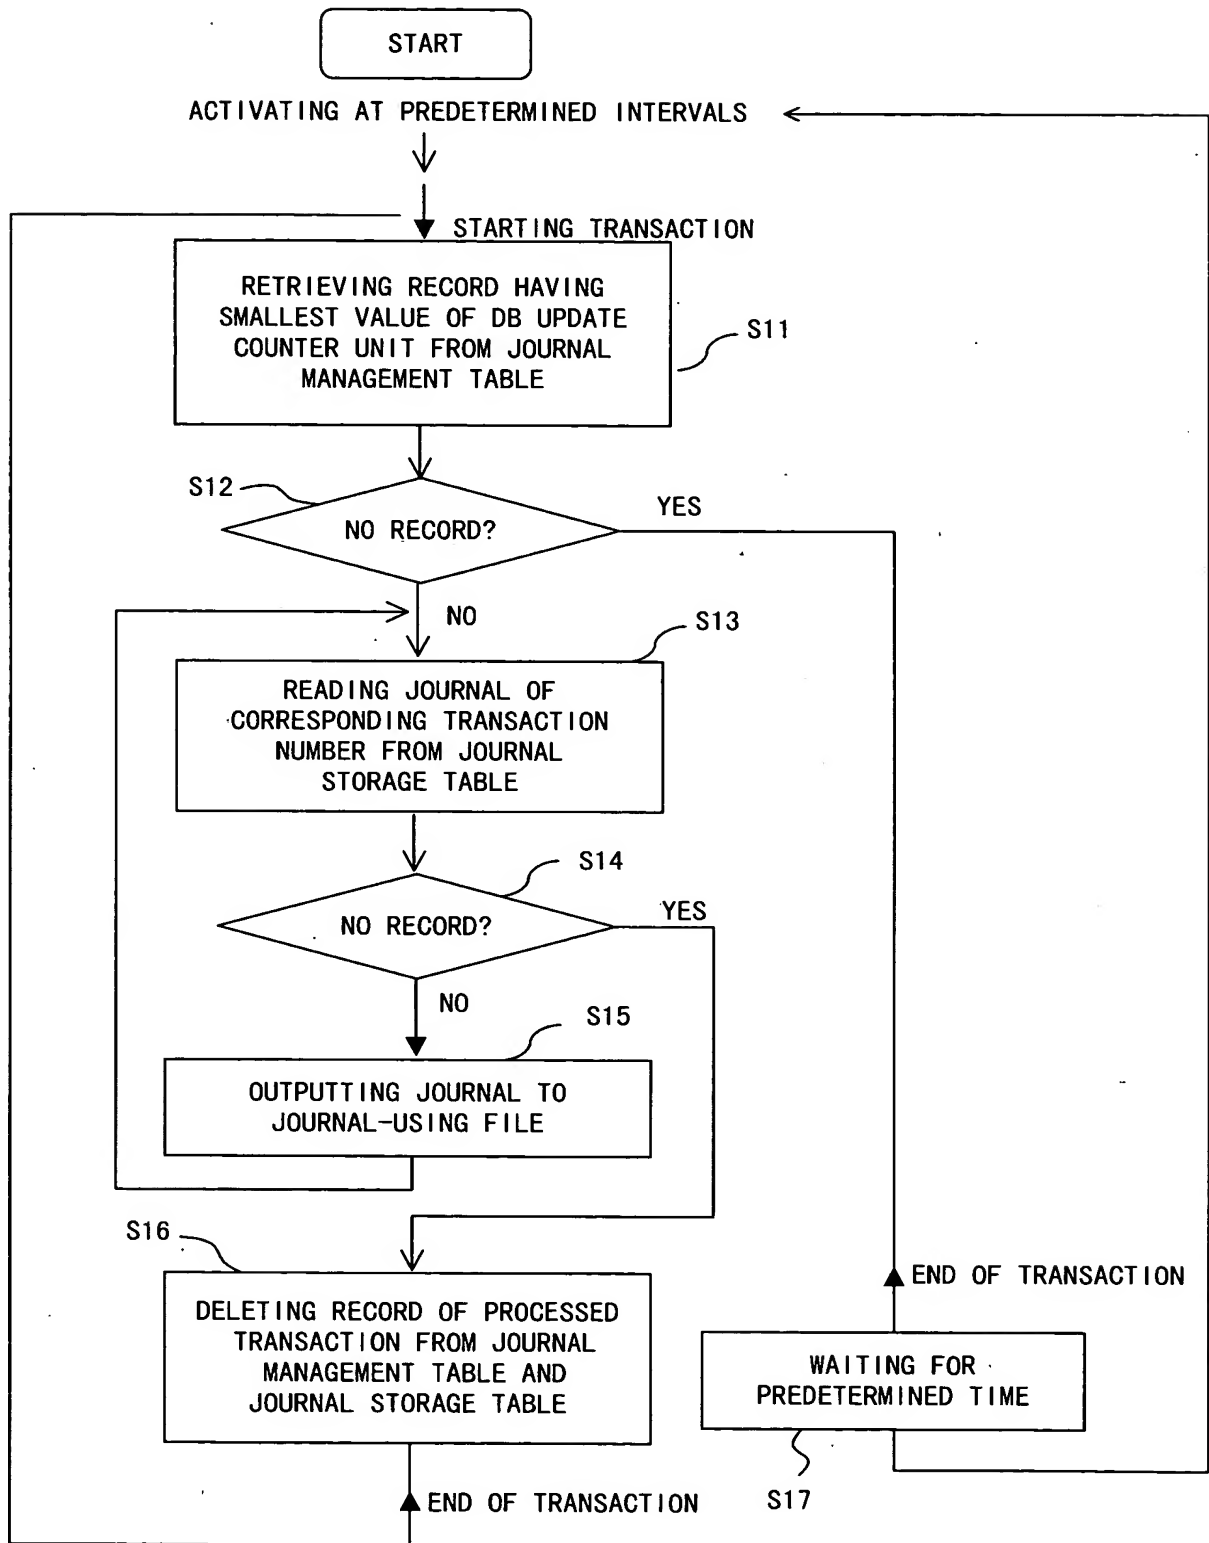 START
ACTIVATING AT PREDETERMINED INTERVALS
STARTING TRANSACTION
RETRIEVING RECORD HAVING
SMALLEST VALUE OF DB UPDATE
COUNTER UNIT FROM JOURNAL
MANAGEMENT TABLE
S11
S12
NO RECORD?
YES
NO
S13
READING JOURNAL OF
CORRESPONDING TRANSACTION
NUMBER FROM JOURNAL
STORAGE TABLE
S14
NO RECORD?
YES
NO
S15
OUTPUTTING JOURNAL TO
JOURNAL-USING FILE
S16
DELETING RECORD OF PROCESSED
TRANSACTION FROM JOURNAL
MANAGEMENT TABLE AND
JOURNAL STORAGE TABLE
END OF TRANSACTION
WAITING FOR
PREDETERMINED TIME
S17
END OF TRANSACTION